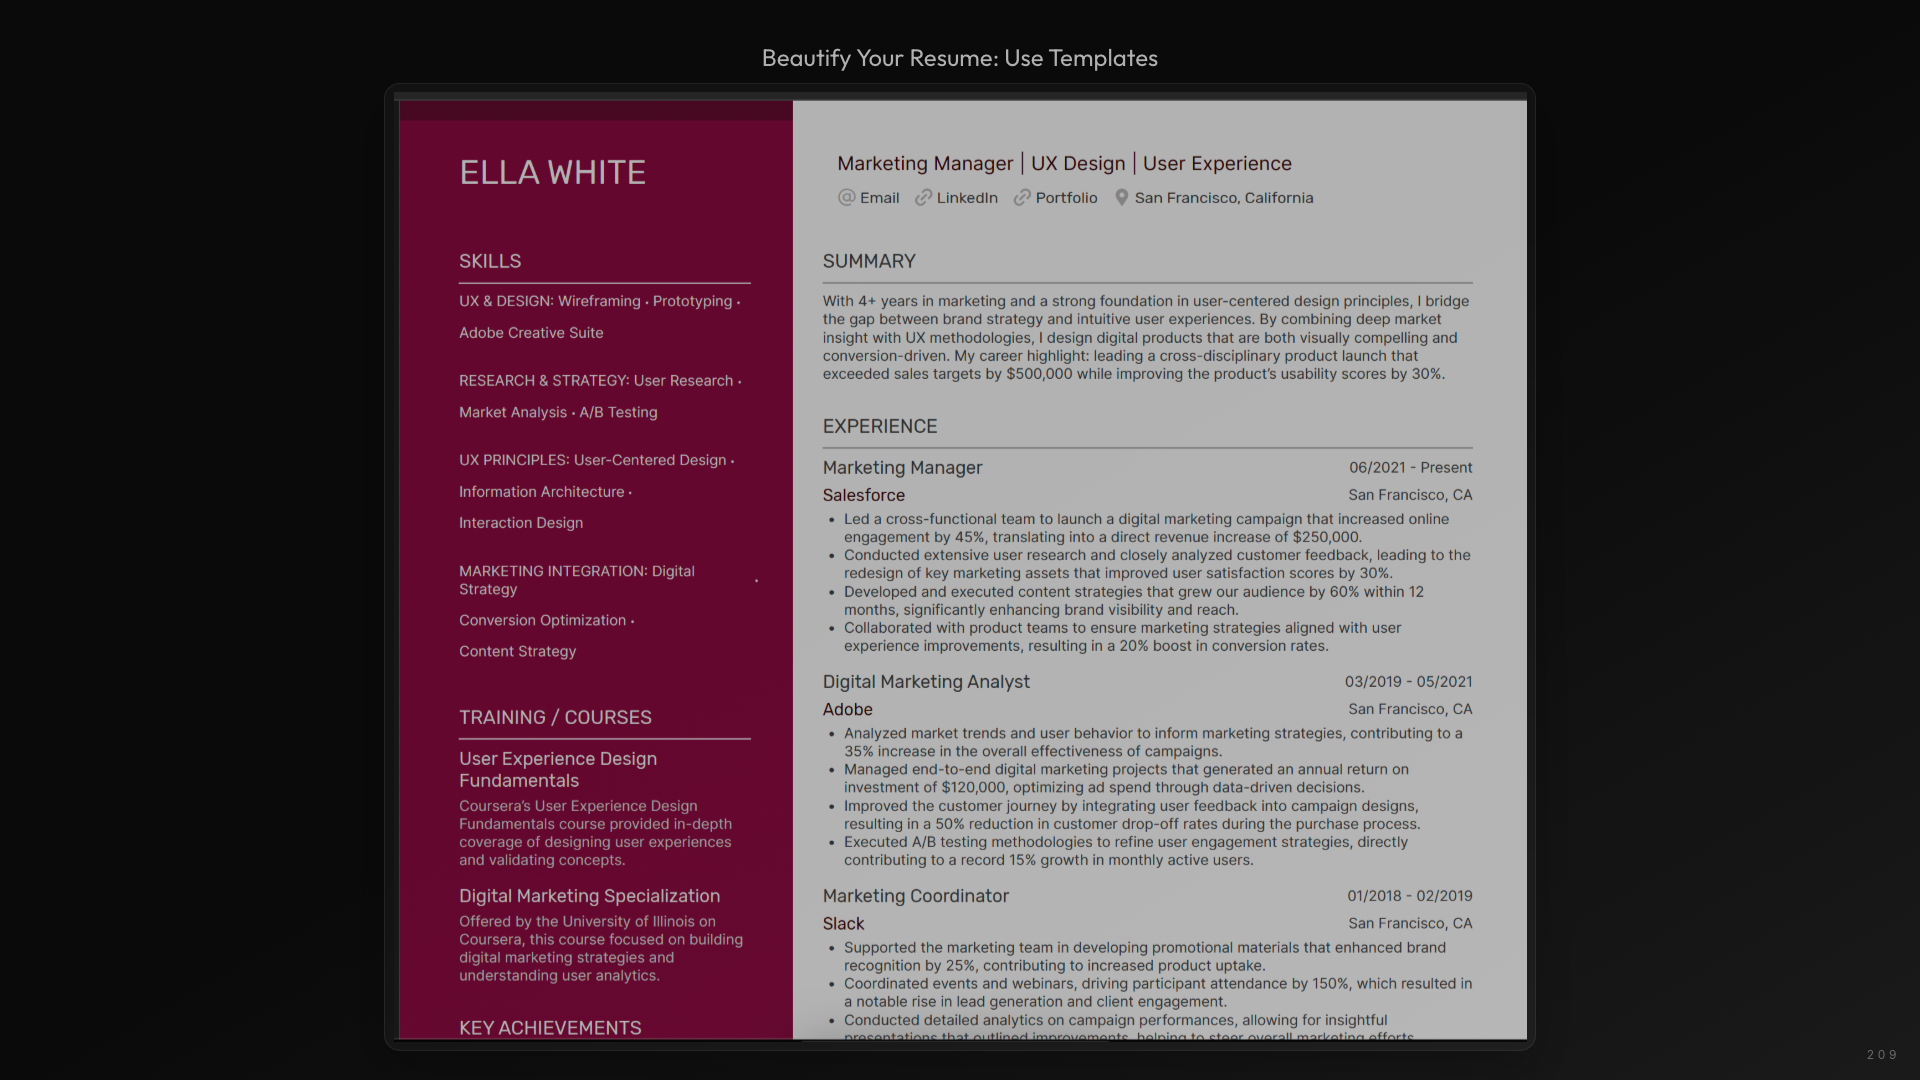 Beautify Your Resume: Use Templates
ELLA WHITE
SKILLS
UX & DESIGN: Wireframing • Prototyping •
Adobe Creative Suite
RESEARCH & STRATEGY: User Research •
Market Analysis • A/B Testing
UX PRINCIPLES: User-Centered Design •
Information Architecture •
Interaction Design
MARKETING INTEGRATION: Digital •
Strategy
Conversion Optimization •
Content Strategy
TRAINING / COURSES
User Experience Design
Fundamentals
Coursera's User Experience Design
Fundamentals course provided in-depth
coverage of designing user experiences
and validating concepts.
Digital Marketing Specialization
Offered by the University of Illinois on
Coursera, this course focused on building
digital marketing strategies and
understanding user analytics.
KEY ACHIEVEMENTS
Marketing Manager | UX Design | User Experience
Email LinkedIn Portfolio San Francisco, California
SUMMARY
With 4+ years in marketing and a strong foundation in user-centered design principles, I bridge
the gap between brand strategy and intuitive user experiences. By combining deep market
insight with UX methodologies, I design digital products that are both visually compelling and
conversion-driven. My career highlight: leading a cross-disciplinary product launch that
exceeded sales targets by $500,000 while improving the product's usability scores by 30%.
EXPERIENCE
Marketing Manager 06/2021 - Present
Salesforce San Francisco, CA
• Led a cross-functional team to launch a digital marketing campaign that increased online
engagement by 45%, translating into a direct revenue increase of $250,000.
• Conducted extensive user research and closely analyzed customer feedback, leading to the
redesign of key marketing assets that improved user satisfaction scores by 30%.
• Developed and executed content strategies that grew our audience by 60% within 12
months, significantly enhancing brand visibility and reach.
• Collaborated with product teams to ensure marketing strategies aligned with user
experience improvements, resulting in a 20% boost in conversion rates.
Digital Marketing Analyst 03/2019 - 05/2021
Adobe San Francisco, CA
• Analyzed market trends and user behavior to inform marketing strategies, contributing to a
35% increase in the overall effectiveness of campaigns.
• Managed end-to-end digital marketing projects that generated an annual return on
investment of $120,000, optimizing ad spend through data-driven decisions.
• Improved the customer journey by integrating user feedback into campaign designs,
resulting in a 50% reduction in customer drop-off rates during the purchase process.
• Executed A/B testing methodologies to refine user engagement strategies, directly
contributing to a record 15% growth in monthly active users.
Marketing Coordinator 01/2018 - 02/2019
Slack San Francisco, CA
• Supported the marketing team in developing promotional materials that enhanced brand
recognition by 25%, contributing to increased product uptake.
• Coordinated events and webinars, driving participant attendance by 150%, which resulted in
a notable rise in lead generation and client engagement.
• Conducted detailed analytics on campaign performances, allowing for insightful
presentations that outlined improvements, helping to steer overall marketing efforts.
209